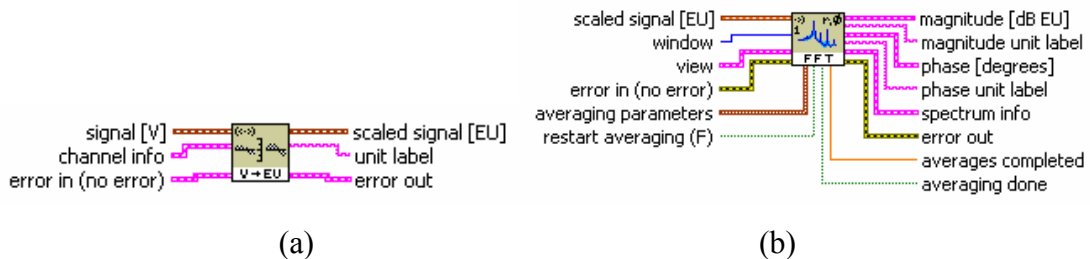 signal [V]
channel info
error in (no error)
V→EU
scaled signal [EU]
unit label
error out
(a)
scaled signal [EU]
window
view
error in (no error)
averaging parameters
restart averaging (F)
1
r,Ø
FFT
magnitude [dB EU]
magnitude unit label
phase [degrees]
phase unit label
spectrum info
error out
averages completed
averaging done
(b)